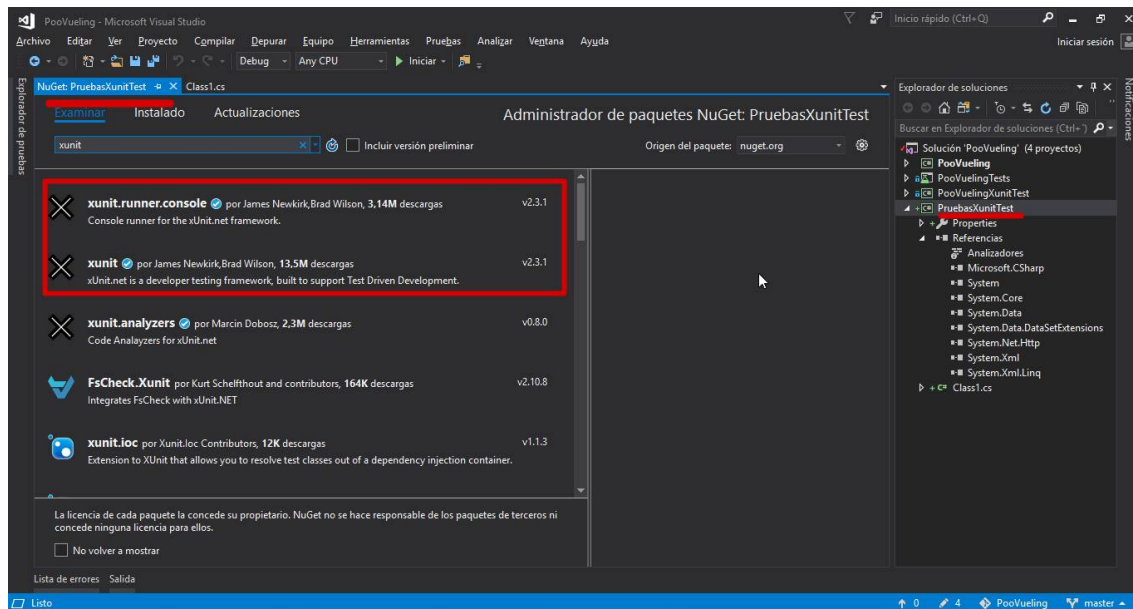 PooVueling - Microsoft Visual Studio
Inicio rápido (Ctrl+Q)
Archivo Editar Ver Proyecto Compilar Depurar Equipo Herramientas Pruebas Analizar Ventana Ayuda
Iniciar sesión
Debug Any CPU Iniciar
Explorador de pruebas
NuGet: PruebasXunitTest Class1.cs
Examinar Instalado Actualizaciones
Administrador de paquetes NuGet: PruebasXunitTest
xunit
Incluir versión preliminar
Origen del paquete: nuget.org
xunit.runner.console por James Newkirk,Brad Wilson, 3,14M descargas v2.3.1
Console runner for the xUnit.net framework.
xunit por James Newkirk,Brad Wilson, 13,5M descargas v2.3.1
xUnit.net is a developer testing framework, built to support Test Driven Development.
xunit.analyzers por Marcin Dobosz, 2,3M descargas v0.8.0
Code Analayzers for xUnit.net
FsCheck.Xunit por Kurt Schelfthout and contributors, 164K descargas v2.10.8
Integrates FsCheck with xUnit.NET
xunit.ioc por Xunit.Ioc Contributors, 12K descargas v1.1.3
Extension to XUnit that allows you to resolve test classes out of a dependency injection container.
La licencia de cada paquete la concede su propietario. NuGet no se hace responsable de los paquetes de terceros ni
concede ninguna licencia para ellos.
No volver a mostrar
Explorador de soluciones
Buscar en Explorador de soluciones (Ctrl+´)
Solución 'PooVueling' (4 proyectos)
PooVueling
PooVuelingTests
PooVuelingXunitTest
PruebasXunitTest
Properties
Referencias
Analizadores
Microsoft.CSharp
System
System.Core
System.Data
System.Data.DataSetExtensions
System.Net.Http
System.Xml
System.Xml.Linq
C# Class1.cs
Notificaciones
Lista de errores Salida
Listo
0 4 PooVueling master